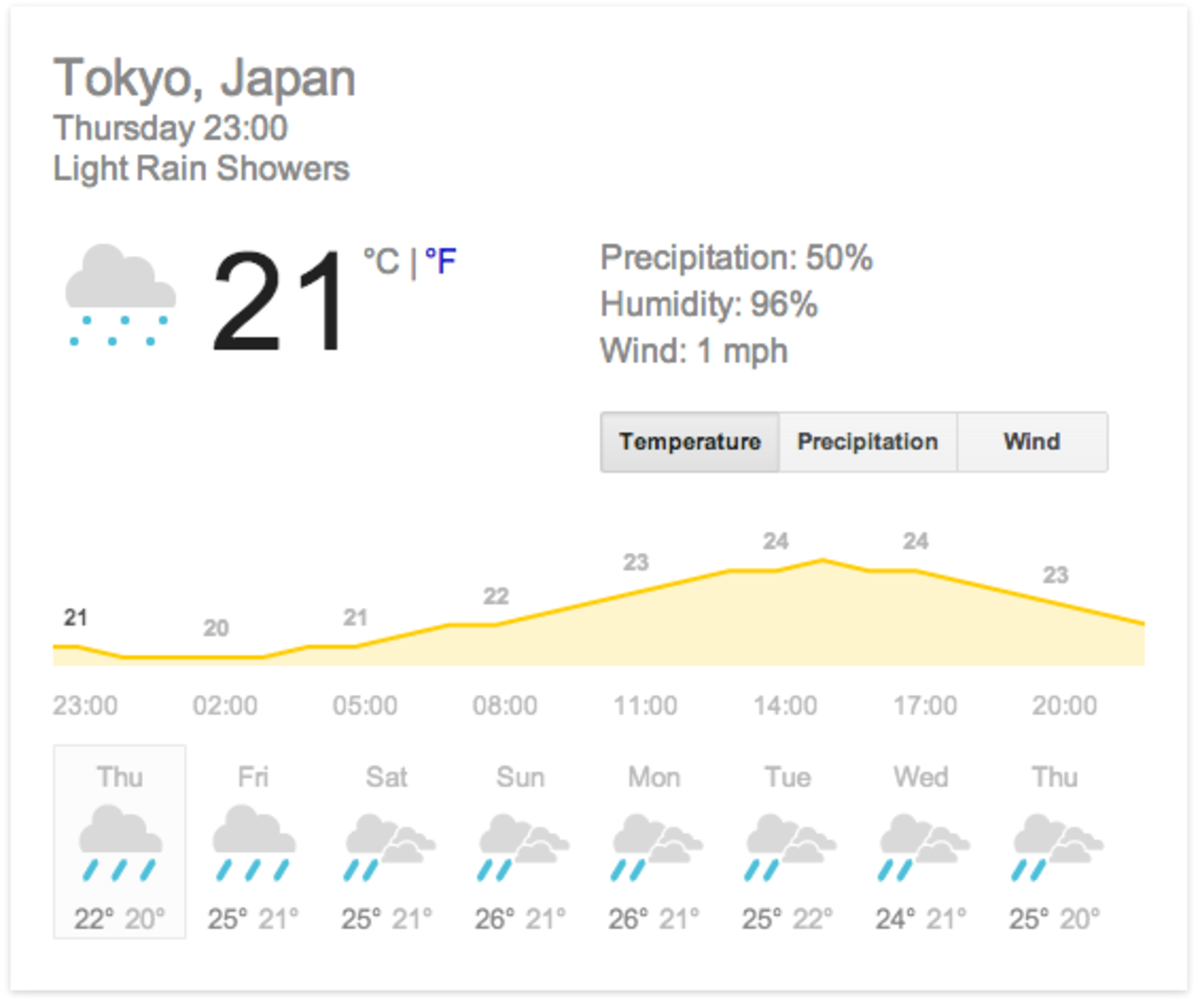 Tokyo, Japan
Thursday 23:00
Light Rain Showers
21 °C | °F
Precipitation: 50%
Humidity: 96%
Wind: 1 mph
Temperature Precipitation Wind
21 20 21 22 23 24 24 23
23:00 02:00 05:00 08:00 11:00 14:00 17:00 20:00
Thu Fri Sat Sun Mon Tue Wed Thu
22° 20° 25° 21° 25° 21° 26° 21° 26° 21° 25° 22° 24° 21° 25° 20°